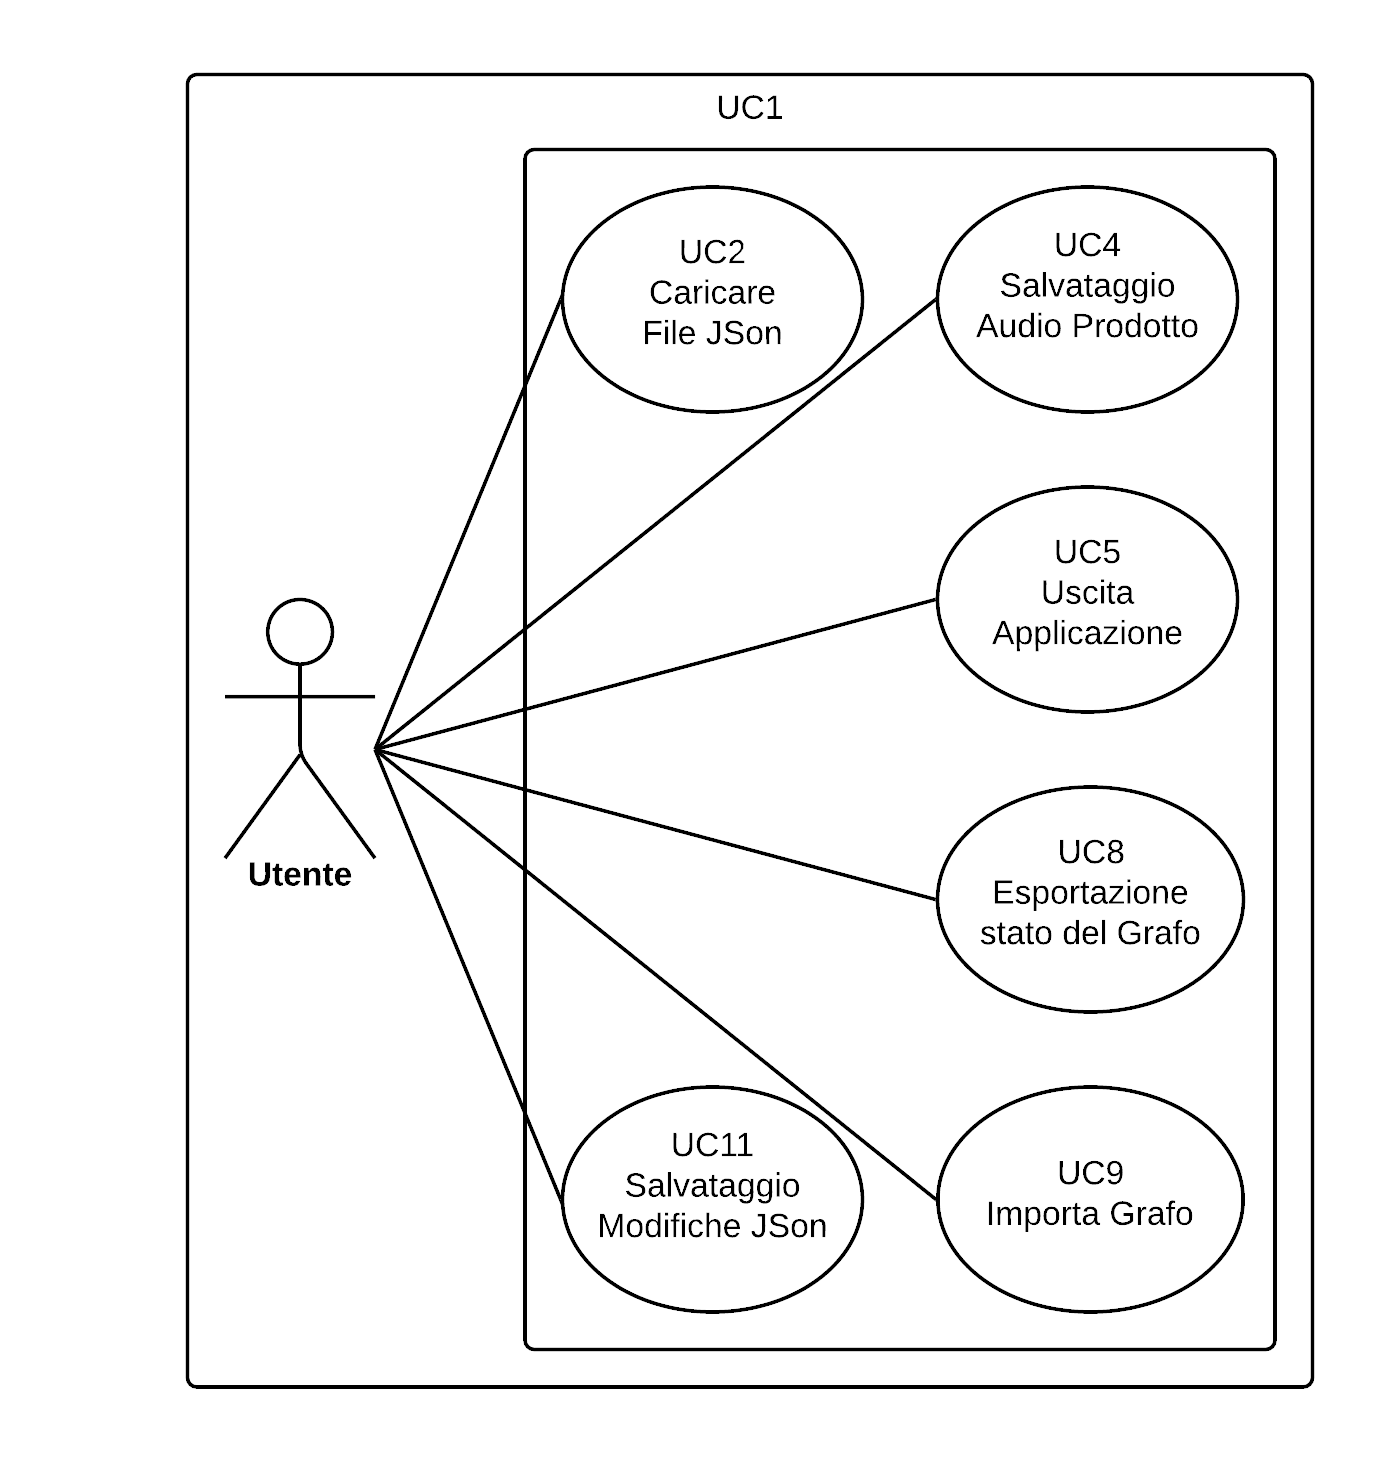 UC1
UC2
Caricare
File JSon
UC4
Salvataggio
Audio Prodotto
UC5
Uscita
Applicazione
Utente
UC8
Esportazione
stato del Grafo
UC11
Salvataggio
Modifiche JSon
UC9
Importa Grafo